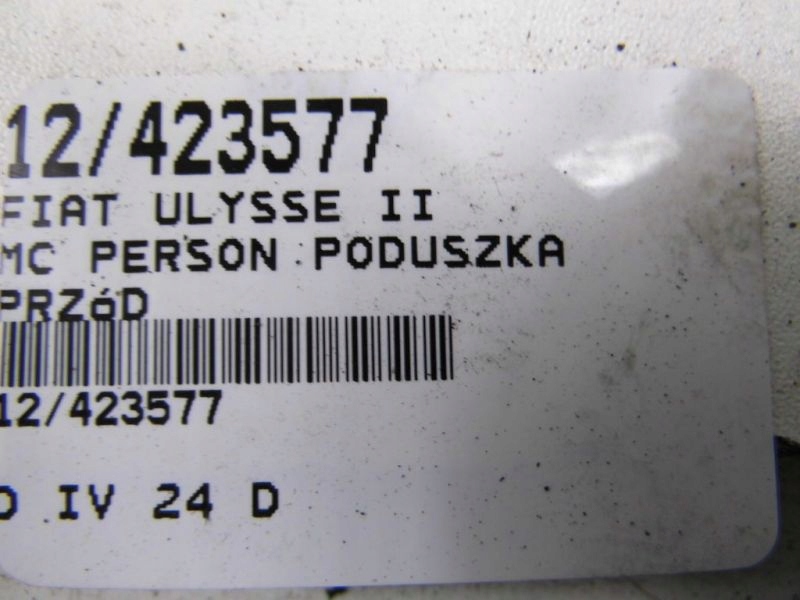 12/423577
FIAT ULYSSE II
MC PERSON PODUSZKA
PRZóD
12/423577
D IV 24 D